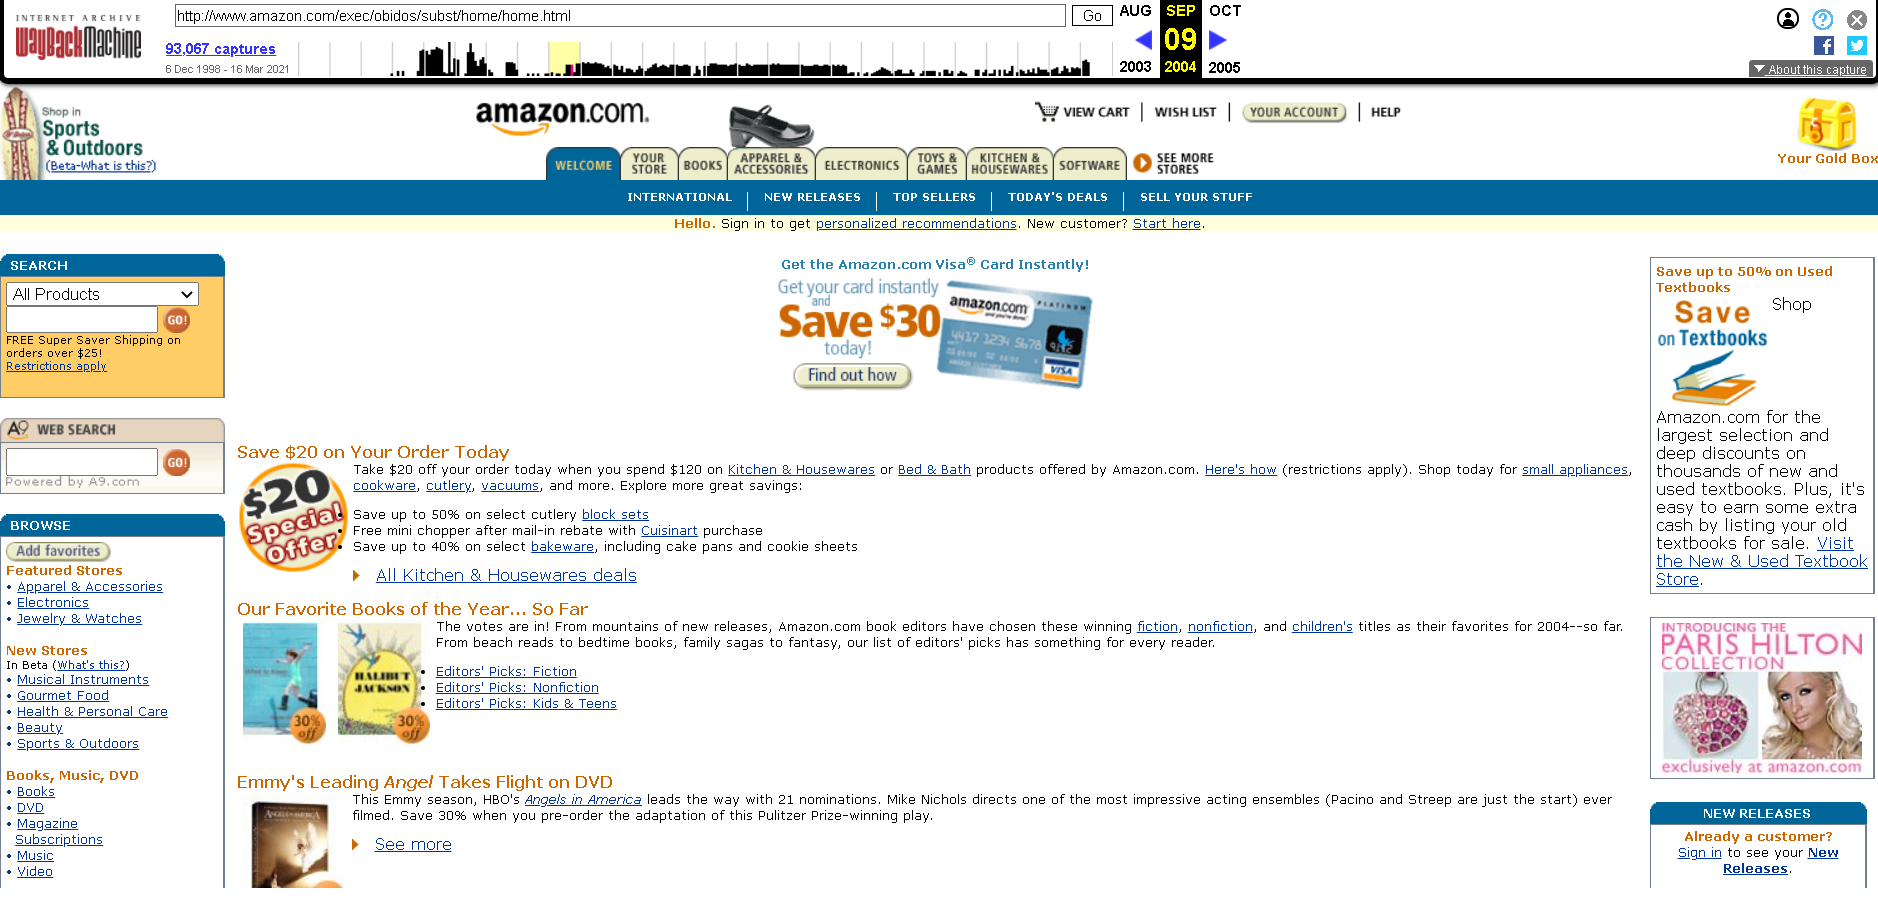 INTERNET ARCHIVE
WayBackMachine
http://www.amazon.com/exec/obidos/subst/home/home.html
Go
93,067 captures
6 Dec 1998 - 16 Mar 2021
AUG SEP OCT
09
2003 2004 2005
About this capture
Shop in
Sports
& Outdoors
(Beta-What is this?)
amazon.com.
VIEW CART
WISH LIST
YOUR ACCOUNT
HELP
Your Gold Box
WELCOME
YOUR
STORE
BOOKS
APPAREL &
ACCESSORIES
ELECTRONICS
TOYS &
GAMES
KITCHEN &
HOUSEWARES
SOFTWARE
SEE MORE
STORES
INTERNATIONAL
NEW RELEASES
TOP SELLERS
TODAY'S DEALS
SELL YOUR STUFF
Hello. Sign in to get personalized recommendations. New customer? Start here.
SEARCH
All Products
GO!
FREE Super Saver Shipping on
orders over $25!
Restrictions apply
A9 WEB SEARCH
GO!
Powered by A9.com
BROWSE
Add favorites
Featured Stores
• Apparel & Accessories
• Electronics
• Jewelry & Watches
New Stores
In Beta (What's this?)
• Musical Instruments
• Gourmet Food
• Health & Personal Care
• Beauty
• Sports & Outdoors
Books, Music, DVD
• Books
• DVD
• Magazine
Subscriptions
• Music
• Video
Get the Amazon.com Visa® Card Instantly!
Get your card instantly
and
Save $30
today!
Find out how
amazon.com
and you're done.
PLATINUM
4417 1234 5678 9112
VISA
Save $20 on Your Order Today
$20
Special
Offer
Take $20 off your order today when you spend $120 on Kitchen & Housewares or Bed & Bath products offered by Amazon.com. Here's how (restrictions apply). Shop today for small appliances,
cookware, cutlery, vacuums, and more. Explore more great savings:
• Save up to 50% on select cutlery block sets
• Free mini chopper after mail-in rebate with Cuisinart purchase
• Save up to 40% on select bakeware, including cake pans and cookie sheets
All Kitchen & Housewares deals
Our Favorite Books of the Year... So Far
30%
off
HALIBUT
JACKSON
30%
off
The votes are in! From mountains of new releases, Amazon.com book editors have chosen these winning fiction, nonfiction, and children's titles as their favorites for 2004--so far.
From beach reads to bedtime books, family sagas to fantasy, our list of editors' picks has something for every reader.
• Editors' Picks: Fiction
• Editors' Picks: Nonfiction
• Editors' Picks: Kids & Teens
Emmy's Leading Angel Takes Flight on DVD
ANGELS IN AMERICA
This Emmy season, HBO's Angels in America leads the way with 21 nominations. Mike Nichols directs one of the most impressive acting ensembles (Pacino and Streep are just the start) ever
filmed. Save 30% when you pre-order the adaptation of this Pulitzer Prize-winning play.
See more
Save up to 50% on Used
Textbooks
Save
on Textbooks
Shop
Amazon.com for the
largest selection and
deep discounts on
thousands of new and
used textbooks. Plus, it's
easy to earn some extra
cash by listing your old
textbooks for sale. Visit
the New & Used Textbook
Store.
INTRODUCING THE
PARIS HILTON
COLLECTION
exclusively at amazon.com
NEW RELEASES
Already a customer?
Sign in to see your New
Releases.